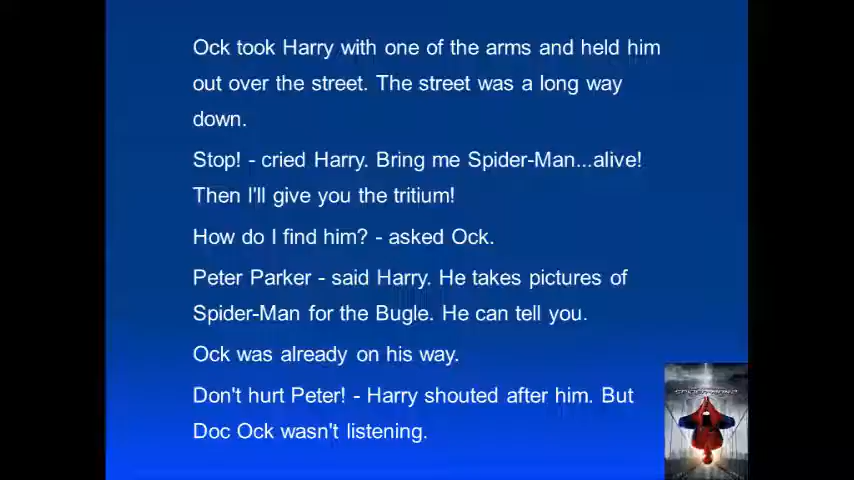 Ock took Harry with one of the arms and held him
out over the street. The street was a long way
down.
Stop! - cried Harry. Bring me Spider-Man...alive!
Then I'll give you the tritium!
How do I find him? - asked Ock.
Peter Parker - said Harry. He takes pictures of
Spider-Man for the Bugle. He can tell you.
Ock was already on his way.
Don't hurt Peter! - Harry shouted after him. But
Doc Ock wasn't listening.